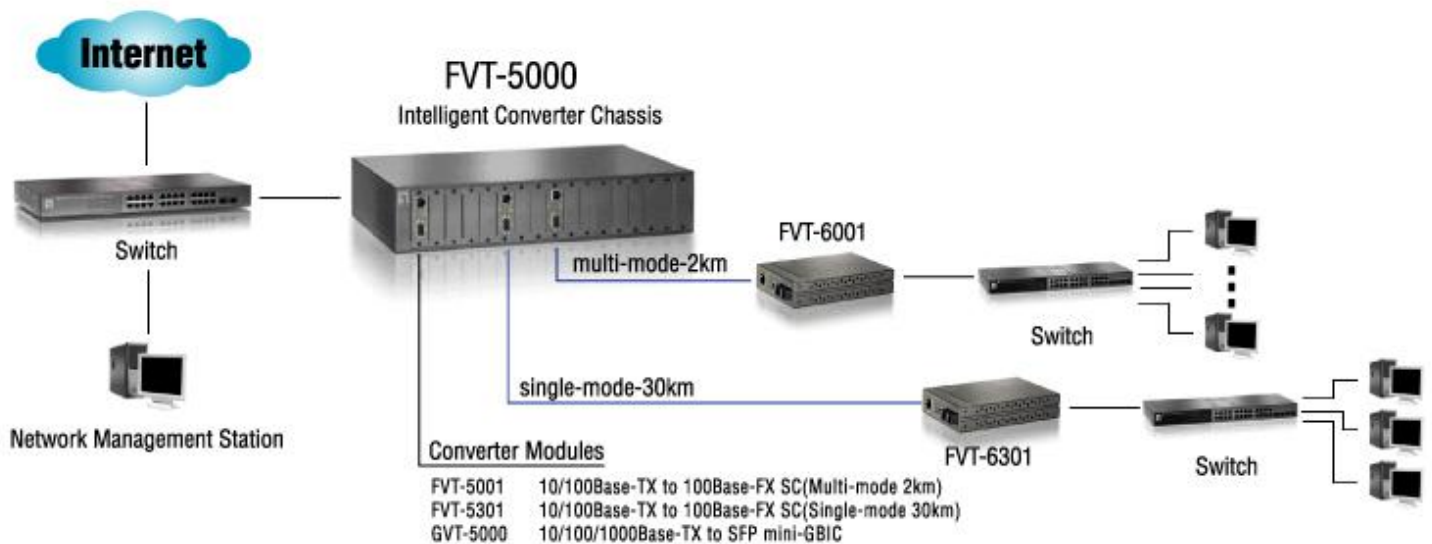 Internet
FVT-5000
Intelligent Converter Chassis
Switch
multi-mode-2km
FVT-6001
Switch
Network Management Station
single-mode-30km
FVT-6301
Switch
Converter Modules
FVT-5001 10/100Base-TX to 100Base-FX SC(Multi-mode 2km)
FVT-5301 10/100Base-TX to 100Base-FX SC(Single-mode 30km)
GVT-5000 10/100/1000Base-TX to SFP mini-GBIC